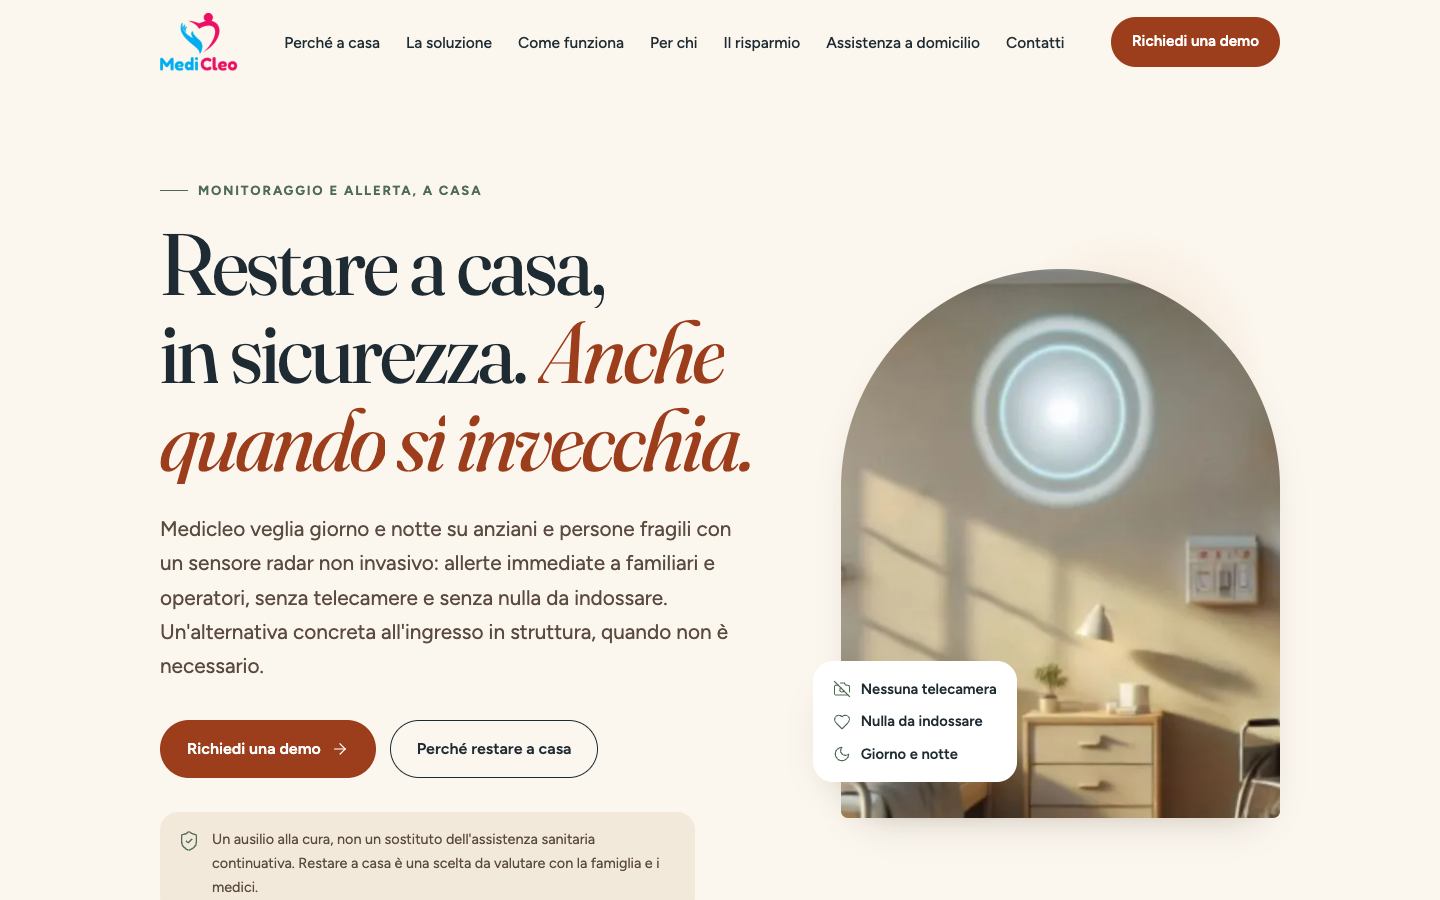 MediCleo
Perché a casa
La soluzione
Come funziona
Per chi
Il risparmio
Assistenza a domicilio
Contatti
Richiedi una demo
MONITORAGGIO E ALLERTA, A CASA
Restare a casa,
in sicurezza. Anche
quando si invecchia.
Medicleo veglia giorno e notte su anziani e persone fragili con
un sensore radar non invasivo: allerte immediate a familiari e
operatori, senza telecamere e senza nulla da indossare.
Un'alternativa concreta all'ingresso in struttura, quando non è
necessario.
Richiedi una demo
Perché restare a casa
Nessuna telecamera
Nulla da indossare
Giorno e notte
Un ausilio alla cura, non un sostituto dell'assistenza sanitaria
continuativa. Restare a casa è una scelta da valutare con la famiglia e i
medici.